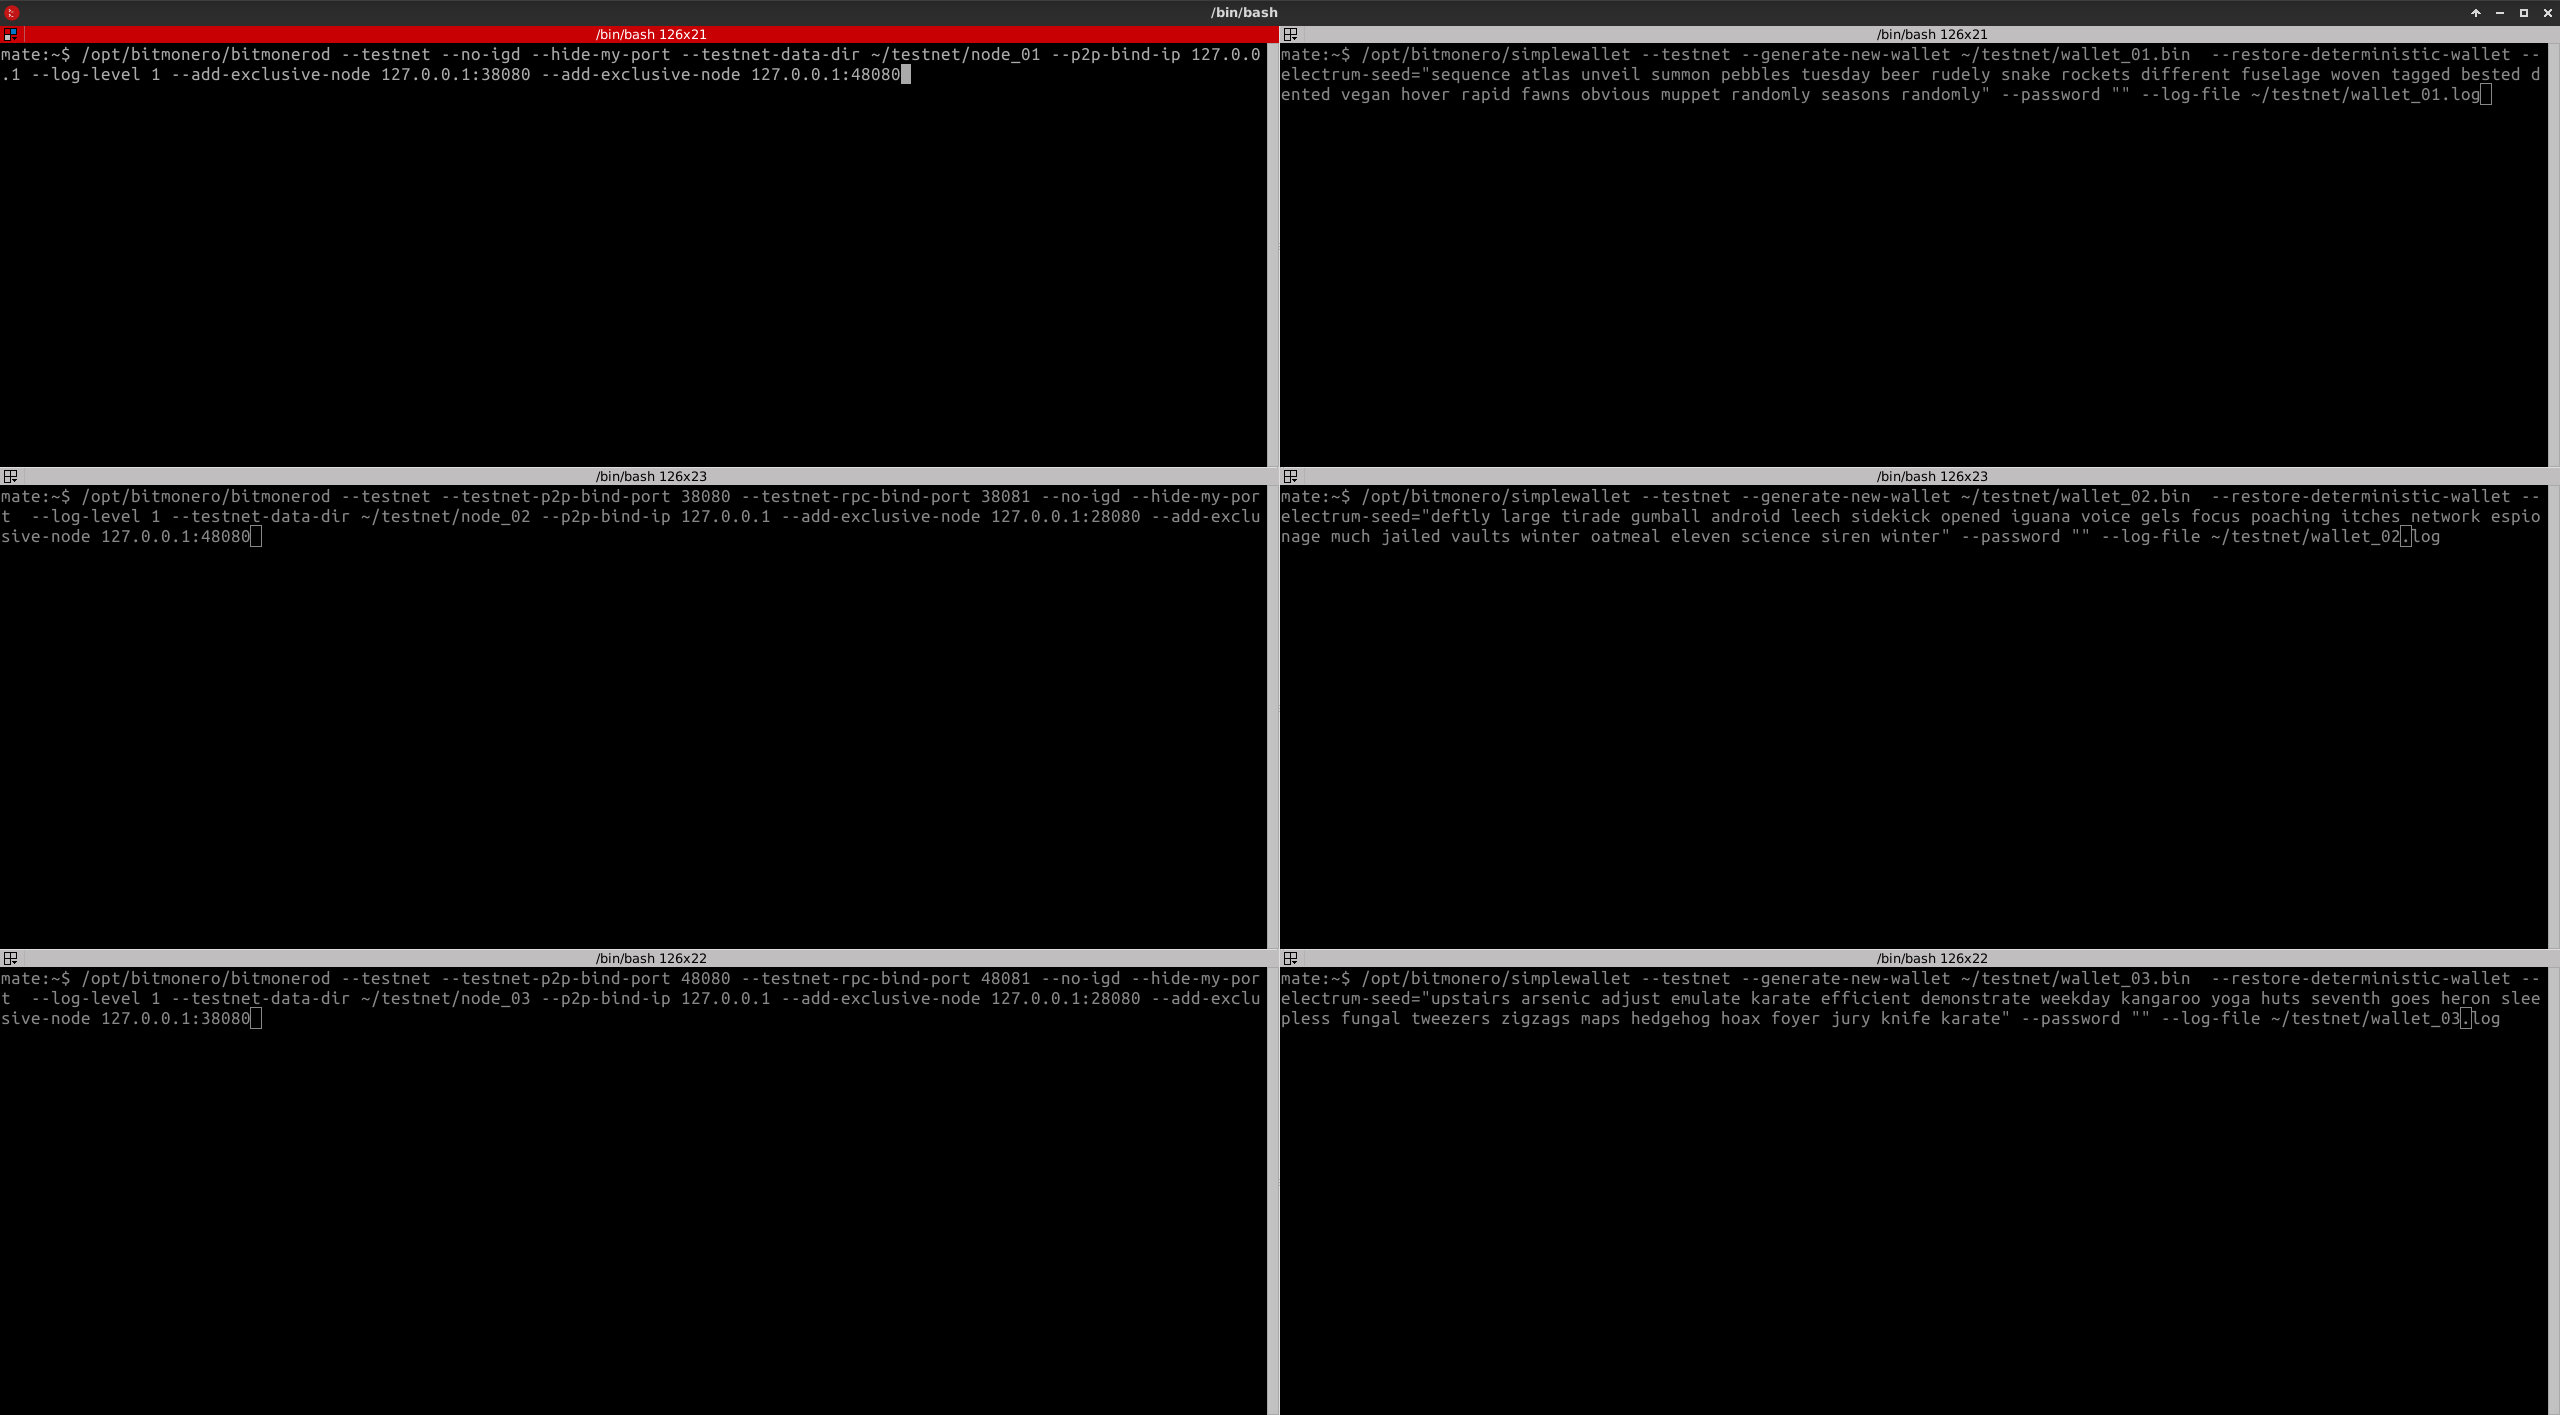 /bin/bash
/bin/bash 126x21
mate:~$ /opt/bitmonero/bitmonerod --testnet --no-igd --hide-my-port --testnet-data-dir ~/testnet/node_01 --p2p-bind-ip 127.0.0
.1 --log-level 1 --add-exclusive-node 127.0.0.1:38080 --add-exclusive-node 127.0.0.1:48080
/bin/bash 126x21
mate:~$ /opt/bitmonero/simplewallet --testnet --generate-new-wallet ~/testnet/wallet_01.bin  --restore-deterministic-wallet --
electrum-seed="sequence atlas unveil summon pebbles tuesday beer rudely snake rockets different fuselage woven tagged bested d
ented vegan hover rapid fawns obvious muppet randomly seasons randomly" --password "" --log-file ~/testnet/wallet_01.log
/bin/bash 126x23
mate:~$ /opt/bitmonero/bitmonerod --testnet --testnet-p2p-bind-port 38080 --testnet-rpc-bind-port 38081 --no-igd --hide-my-por
t  --log-level 1 --testnet-data-dir ~/testnet/node_02 --p2p-bind-ip 127.0.0.1 --add-exclusive-node 127.0.0.1:28080 --add-exclu
sive-node 127.0.0.1:48080
/bin/bash 126x23
mate:~$ /opt/bitmonero/simplewallet --testnet --generate-new-wallet ~/testnet/wallet_02.bin  --restore-deterministic-wallet --
electrum-seed="deftly large tirade gumball android leech sidekick opened iguana voice gels focus poaching itches network espio
nage much jailed vaults winter oatmeal eleven science siren winter" --password "" --log-file ~/testnet/wallet_02.log
/bin/bash 126x22
mate:~$ /opt/bitmonero/bitmonerod --testnet --testnet-p2p-bind-port 48080 --testnet-rpc-bind-port 48081 --no-igd --hide-my-por
t  --log-level 1 --testnet-data-dir ~/testnet/node_03 --p2p-bind-ip 127.0.0.1 --add-exclusive-node 127.0.0.1:28080 --add-exclu
sive-node 127.0.0.1:38080
/bin/bash 126x22
mate:~$ /opt/bitmonero/simplewallet --testnet --generate-new-wallet ~/testnet/wallet_03.bin  --restore-deterministic-wallet --
electrum-seed="upstairs arsenic adjust emulate karate efficient demonstrate weekday kangaroo yoga huts seventh goes heron slee
pless fungal tweezers zigzags maps hedgehog hoax foyer jury knife karate" --password "" --log-file ~/testnet/wallet_03.log